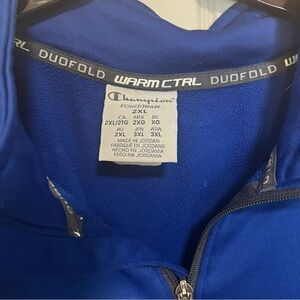 DUOFOLD WARM CTRL DUOFOLD W
Champion
POWERTRAIN
2XL
CA MEX BR
2XL/2TG 2XG XG
AU JPN ASIA
2XL 3XL 3XL
MADE IN JORDAN
FABRIQUÉ EN JORDANIE
HECHO EN JORDANIA
FEITO NA JORDÂNIA